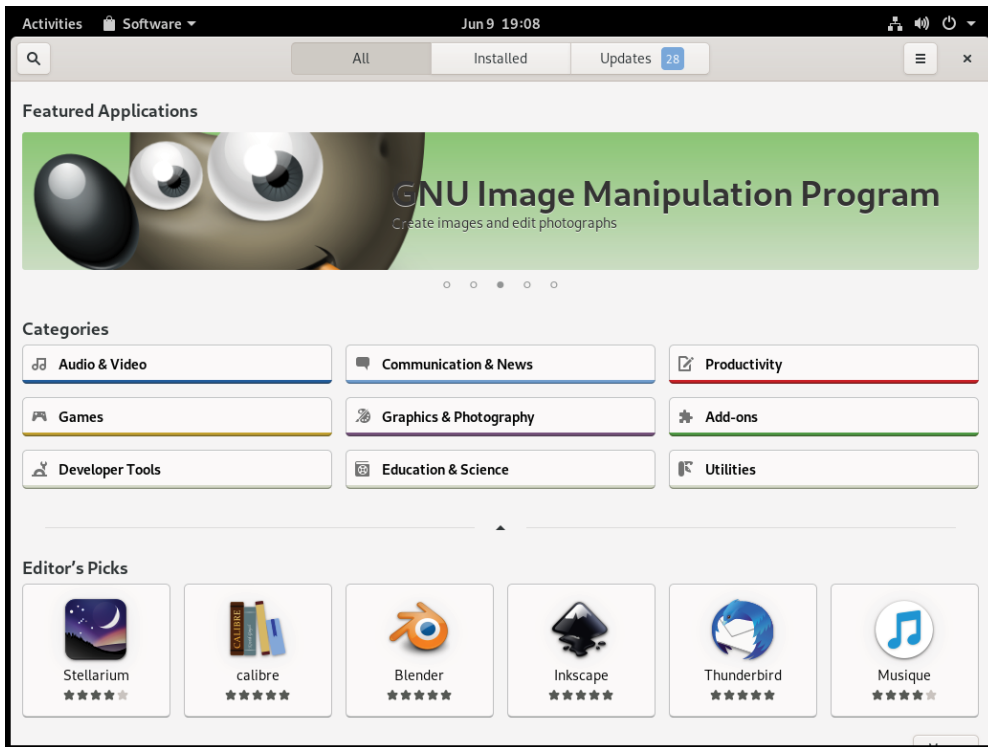 Activities Software Jun 9 19:08
All Installed Updates 28
Featured Applications
GNU Image Manipulation Program
Create images and edit photographs
Categories
Audio & Video Communication & News Productivity
Games Graphics & Photography Add-ons
Developer Tools Education & Science Utilities
Editor's Picks
CALIBRE
Stellarium calibre Blender Inkscape Thunderbird Musique